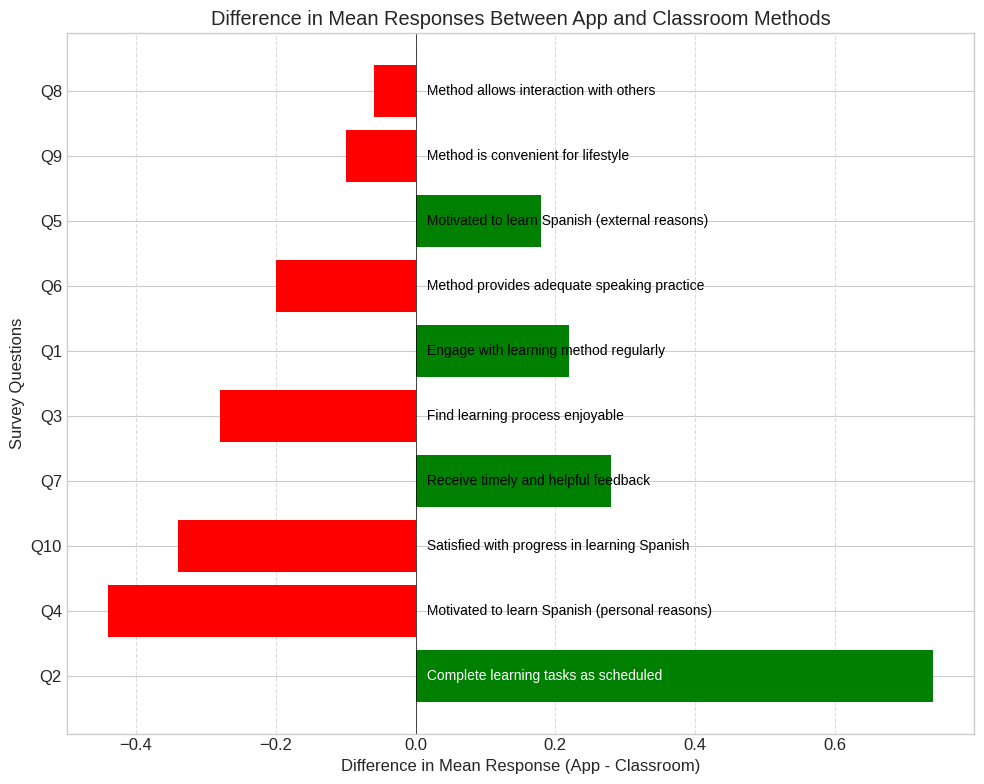 Difference in Mean Responses Between App and Classroom Methods
Q8 Method allows interaction with others
Q9 Method is convenient for lifestyle
Q5 Motivated to learn Spanish (external reasons)
Q6 Method provides adequate speaking practice
Q1 Engage with learning method regularly
Q3 Find learning process enjoyable
Q7 Receive timely and helpful feedback
Q10 Satisfied with progress in learning Spanish
Q4 Motivated to learn Spanish (personal reasons)
Q2 Complete learning tasks as scheduled
Survey Questions
−0.4 −0.2 0.0 0.2 0.4 0.6
Difference in Mean Response (App - Classroom)